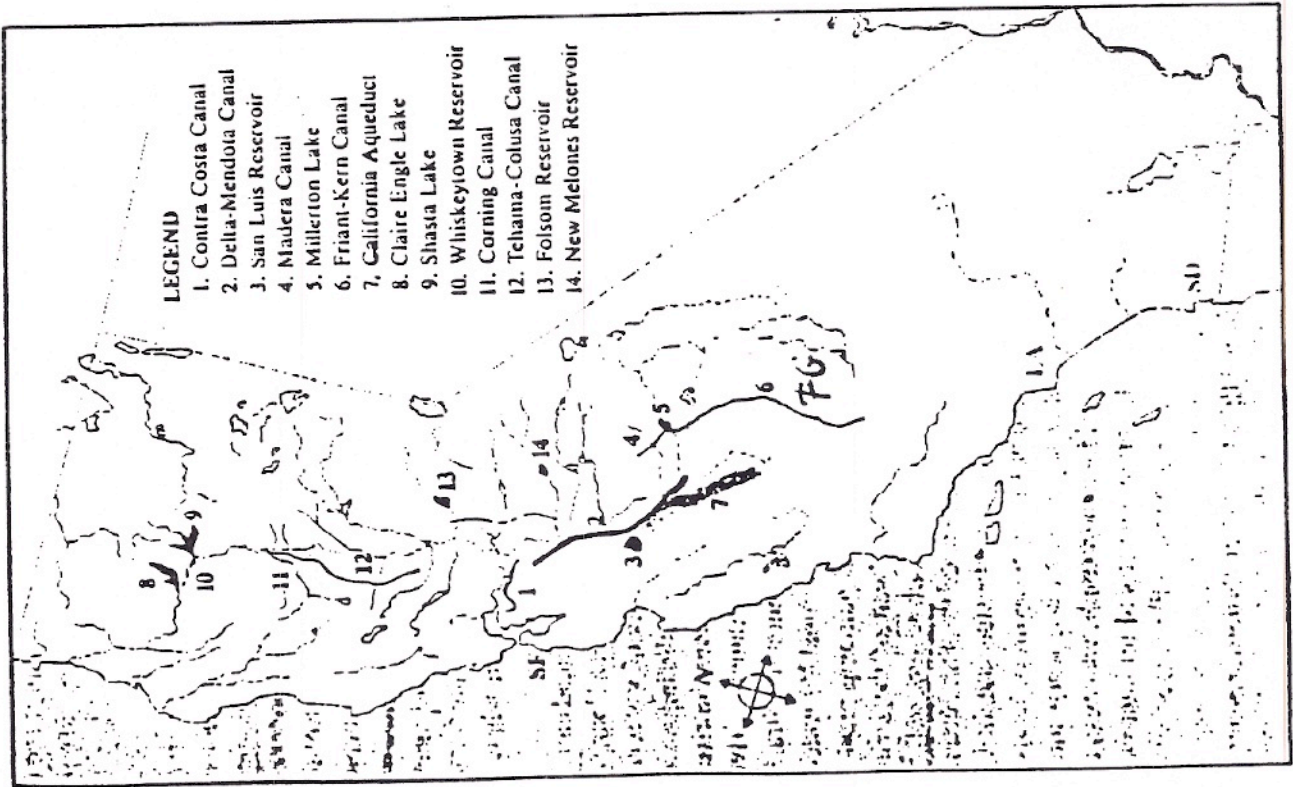 LEGEND
1. Contra Costa Canal
2. Delta-Mendota Canal
3. San Luis Reservoir
4. Madera Canal
5. Millerton Lake
6. Friant-Kern Canal
7. California Aqueduct
8. Claire Engle Lake
9. Shasta Lake
10. Whiskeytown Reservoir
11. Corning Canal
12. Tehama-Colusa Canal
13. Folsom Reservoir
14. New Melones Reservoir
8
9
10
11
12
13
14
1
2
3
4
5
6
7
FG
SF
LA
SD
N